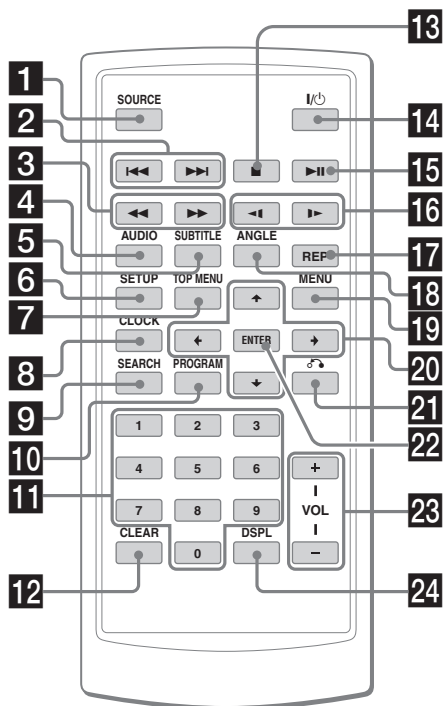 13
1
SOURCE
I/⏻
14
2
⏮ ⏭ ■ ⏯
15
3
◀◀ ▶▶ ◀Ⅰ Ⅰ▶
16
4
AUDIO SUBTITLE ANGLE
REP
17
5
18
6
SETUP TOP MENU MENU
19
7
8
CLOCK
← ↑ ENTER ↓ →
20
9
SEARCH PROGRAM
21
10
22
11
1 2 3
4 5 6
7 8 9
0
+
VOL
–
23
12
CLEAR DSPL
24